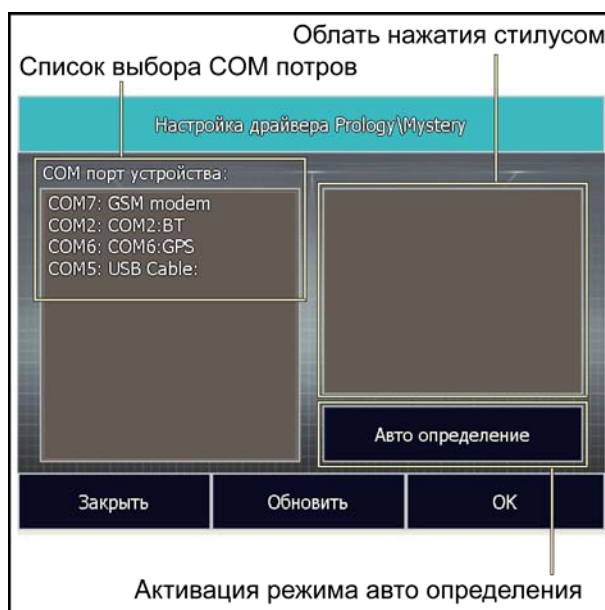 Облать нажатия стилусом
Список выбора COM потров
Настройка драйвера Prology\Mystery
COM порт устройства:
COM7: GSM modem
COM2: COM2:BT
COM6: COM6:GPS
COM5: USB Cable:
Авто определение
Закрыть
Обновить
OK
Активация режима авто определения